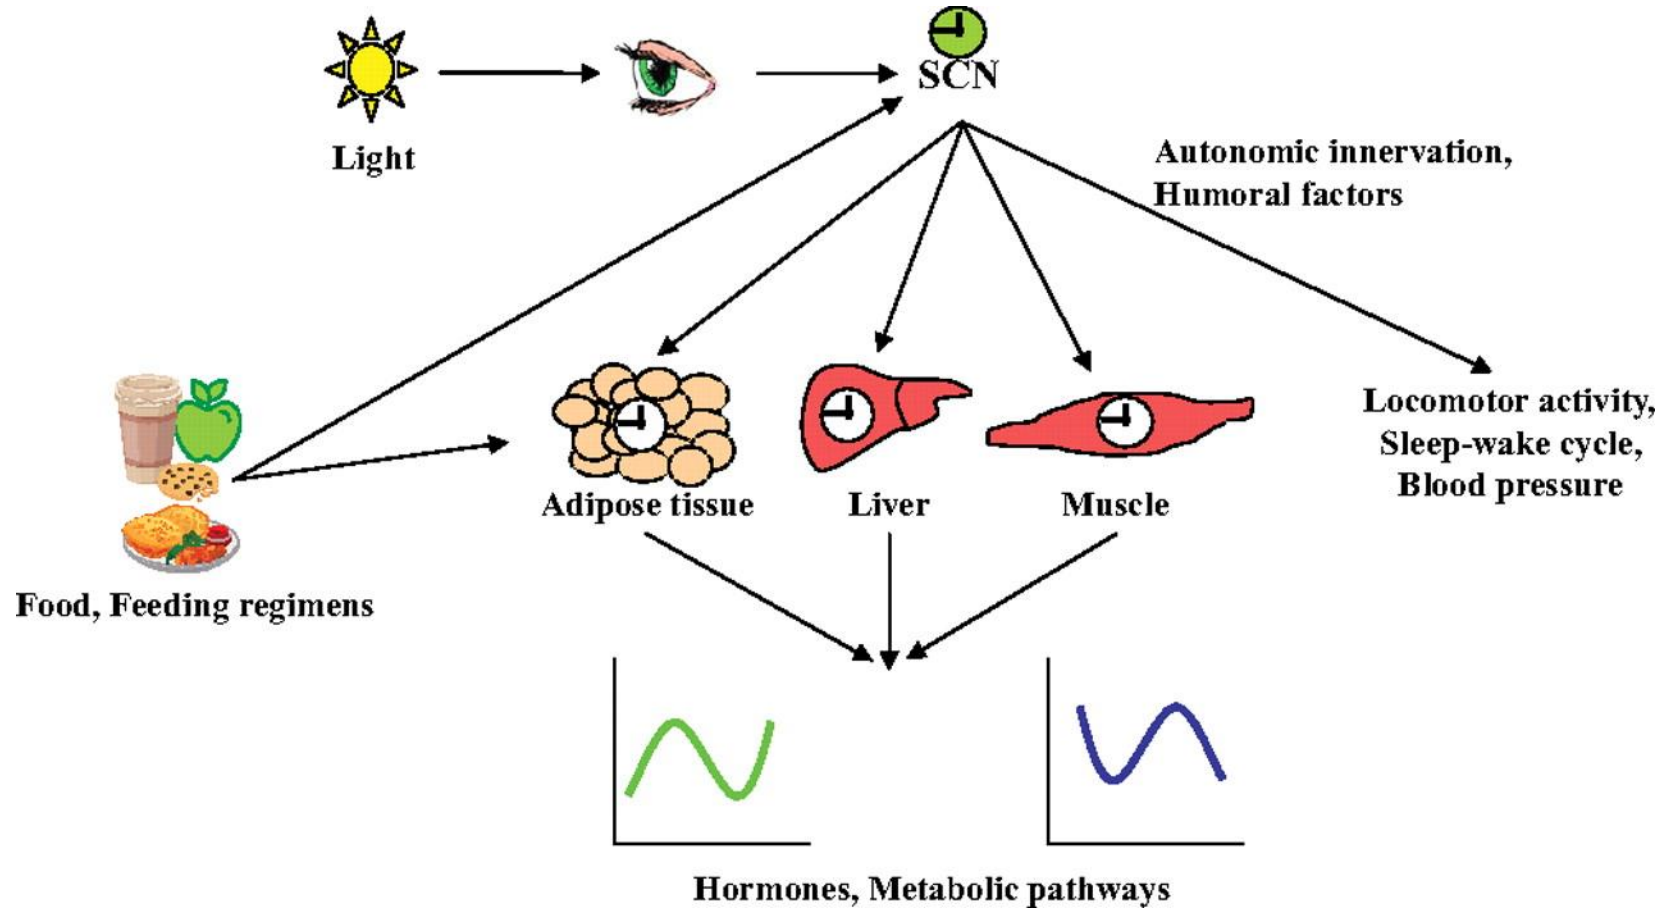 SCN
Light
Autonomic innervation,
Humoral factors
Locomotor activity,
Sleep-wake cycle,
Blood pressure
Adipose tissue
Liver
Muscle
Food, Feeding regimens
Hormones, Metabolic pathways